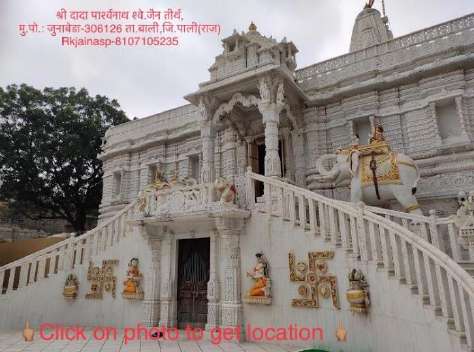 श्री दादा पार्श्वनाथ श्वे.जैन तीर्थ,
मु.पो.: जुनाबेडा-306126 ता.बाली,जि.पाली(राज)
Rkjainasp-8107105235
👆Click on photo to get location 👆